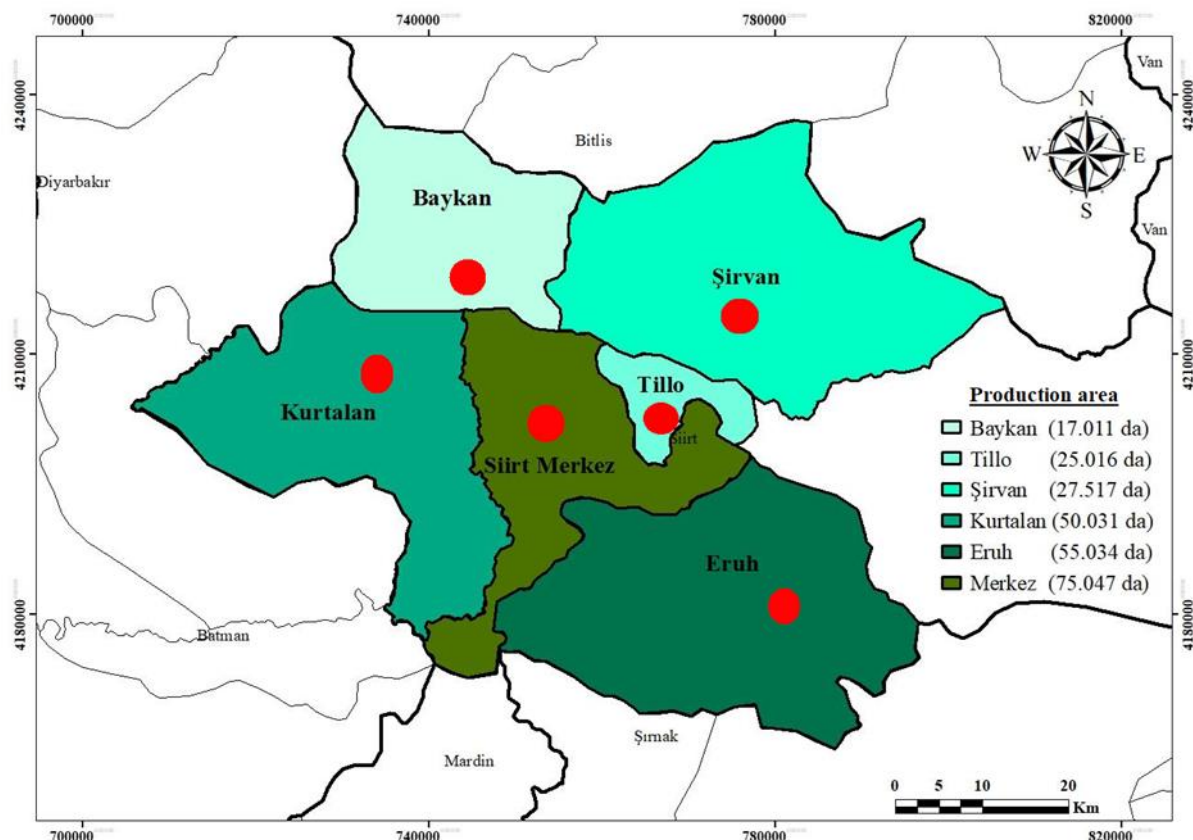 700000 740000 780000 820000
4240000 4240000
4210000 4210000
4180000 4180000
Van
N
W E
S
Bitlis
Diyarbakır
Baykan
Van
Şirvan
Tillo
Kurtalan
Siirt
Siirt Merkez
Production area
Baykan (17.011 da)
Tillo (25.016 da)
Şirvan (27.517 da)
Kurtalan (50.031 da)
Eruh (55.034 da)
Merkez (75.047 da)
Eruh
Batman
Şırnak
Mardin
0 5 10 20
Km
700000 740000 780000 820000